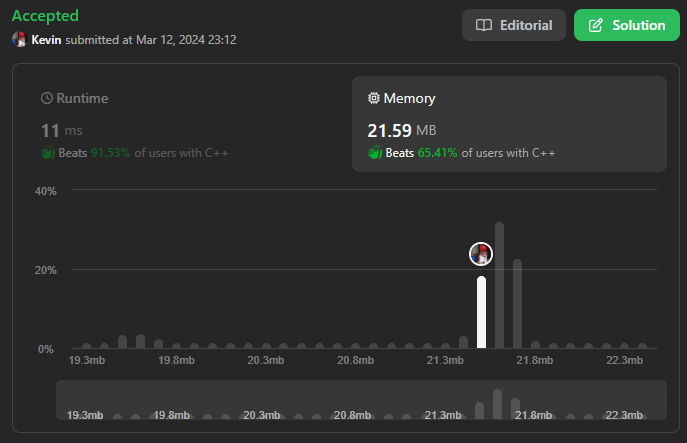 Accepted
Kevin submitted at Mar 12, 2024 23:12
Editorial
Solution
Runtime
11 ms
Beats 91.53% of users with C++
Memory
21.59 MB
Beats 65.41% of users with C++
40%
20%
0%
19.3mb 19.8mb 20.3mb 20.8mb 21.3mb 21.8mb 22.3mb
19.3mb 19.8mb 20.3mb 20.8mb 21.3mb 21.8mb 22.3mb